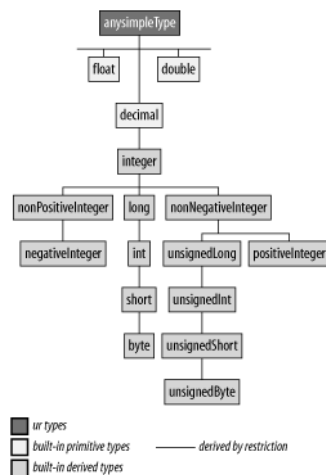 anysimpleType
float double
decimal
integer
nonPositiveInteger long nonNegativeInteger
negativeInteger int unsignedLong positiveInteger
short unsignedInt
byte unsignedShort
unsignedByte
ur types
built-in primitive types derived by restriction
built-in derived types